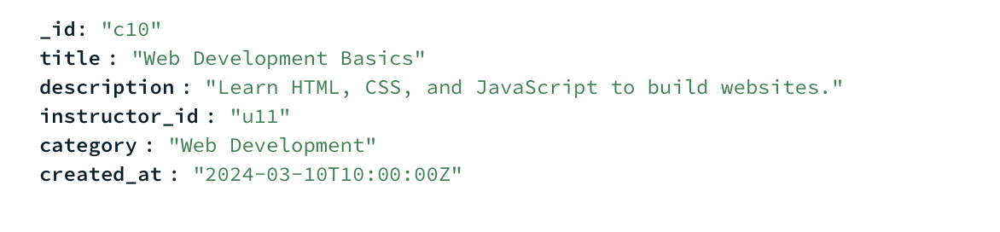 _id: "c10"
title : "Web Development Basics"
description : "Learn HTML, CSS, and JavaScript to build websites."
instructor_id : "u11"
category : "Web Development"
created_at : "2024-03-10T10:00:00Z"